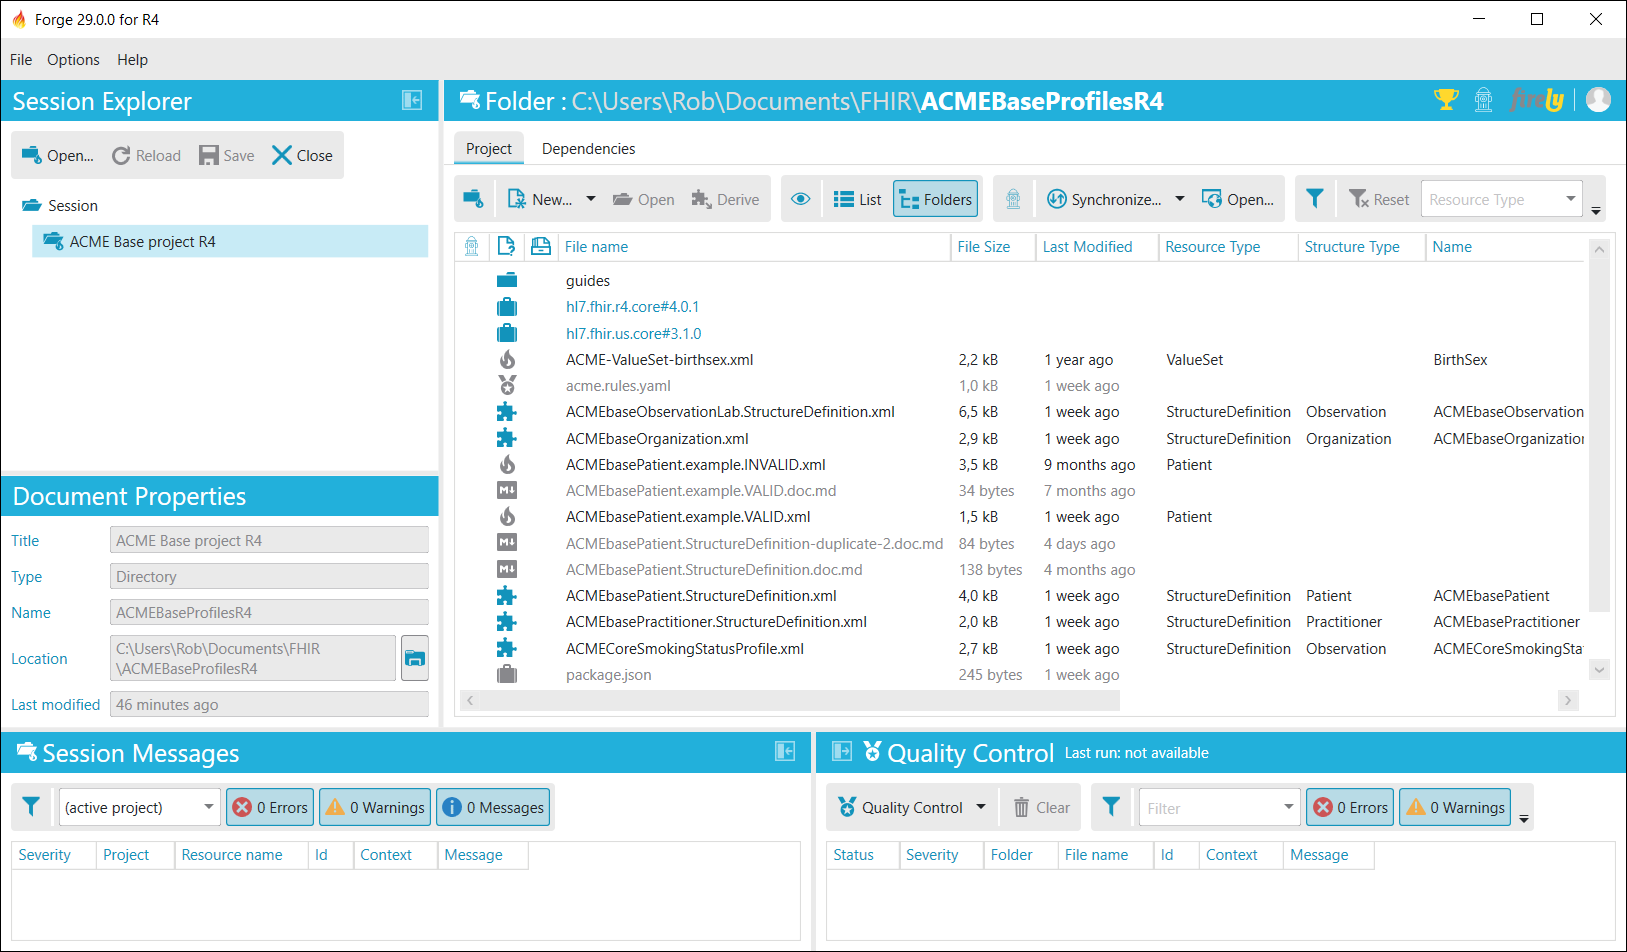 Forge 29.0.0 for R4
File Options Help
Session Explorer
Folder : C:\Users\Rob\Documents\FHIR\ACMEBaseProfilesR4
firely
Open... Reload Save Close
Session
ACME Base project R4
Project Dependencies
New... Open Derive List Folders Synchronize... Open... Reset Resource Type
File name File Size Last Modified Resource Type Structure Type Name
guides
hl7.fhir.r4.core#4.0.1
hl7.fhir.us.core#3.1.0
ACME-ValueSet-birthsex.xml 2,2 kB 1 year ago ValueSet BirthSex
acme.rules.yaml 1,0 kB 1 week ago
ACMEbaseObservationLab.StructureDefinition.xml 6,5 kB 1 week ago StructureDefinition Observation ACMEbaseObservation
ACMEbaseOrganization.xml 2,9 kB 1 week ago StructureDefinition Organization ACMEbaseOrganization
ACMEbasePatient.example.INVALID.xml 3,5 kB 9 months ago Patient
M↓ ACMEbasePatient.example.VALID.doc.md 34 bytes 7 months ago
ACMEbasePatient.example.VALID.xml 1,5 kB 1 week ago Patient
M↓ ACMEbasePatient.StructureDefinition-duplicate-2.doc.md 84 bytes 4 days ago
M↓ ACMEbasePatient.StructureDefinition.doc.md 138 bytes 4 months ago
ACMEbasePatient.StructureDefinition.xml 4,0 kB 1 week ago StructureDefinition Patient ACMEbasePatient
ACMEbasePractitioner.StructureDefinition.xml 2,0 kB 1 week ago StructureDefinition Practitioner ACMEbasePractitioner
ACMECoreSmokingStatusProfile.xml 2,7 kB 1 week ago StructureDefinition Observation ACMECoreSmokingSta
package.json 245 bytes 1 week ago
Document Properties
Title ACME Base project R4
Type Directory
Name ACMEBaseProfilesR4
Location C:\Users\Rob\Documents\FHIR
\ACMEBaseProfilesR4
Last modified 46 minutes ago
Session Messages
(active project) 0 Errors 0 Warnings 0 Messages
Severity Project Resource name Id Context Message
Quality Control Last run: not available
Quality Control Clear Filter 0 Errors 0 Warnings
Status Severity Folder File name Id Context Message